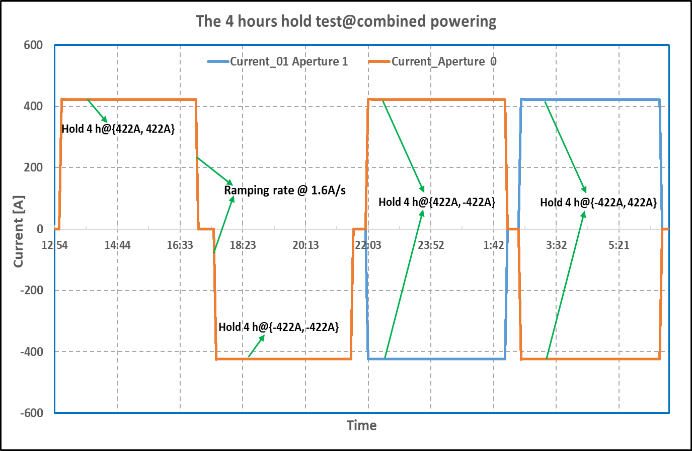 The 4 hours hold test@combined powering
Current_01 Aperture 1
Current_Aperture 0
600
400
200
0
-200
-400
-600
Current [A]
Hold 4 h@{422A, 422A}
Ramping rate @ 1.6A/s
Hold 4 h@{422A, -422A}
Hold 4 h@{-422A, 422A}
Hold 4 h@{-422A,-422A}
12:54
14:44
16:33
18:23
20:13
22:03
23:52
1:42
3:32
5:21
Time